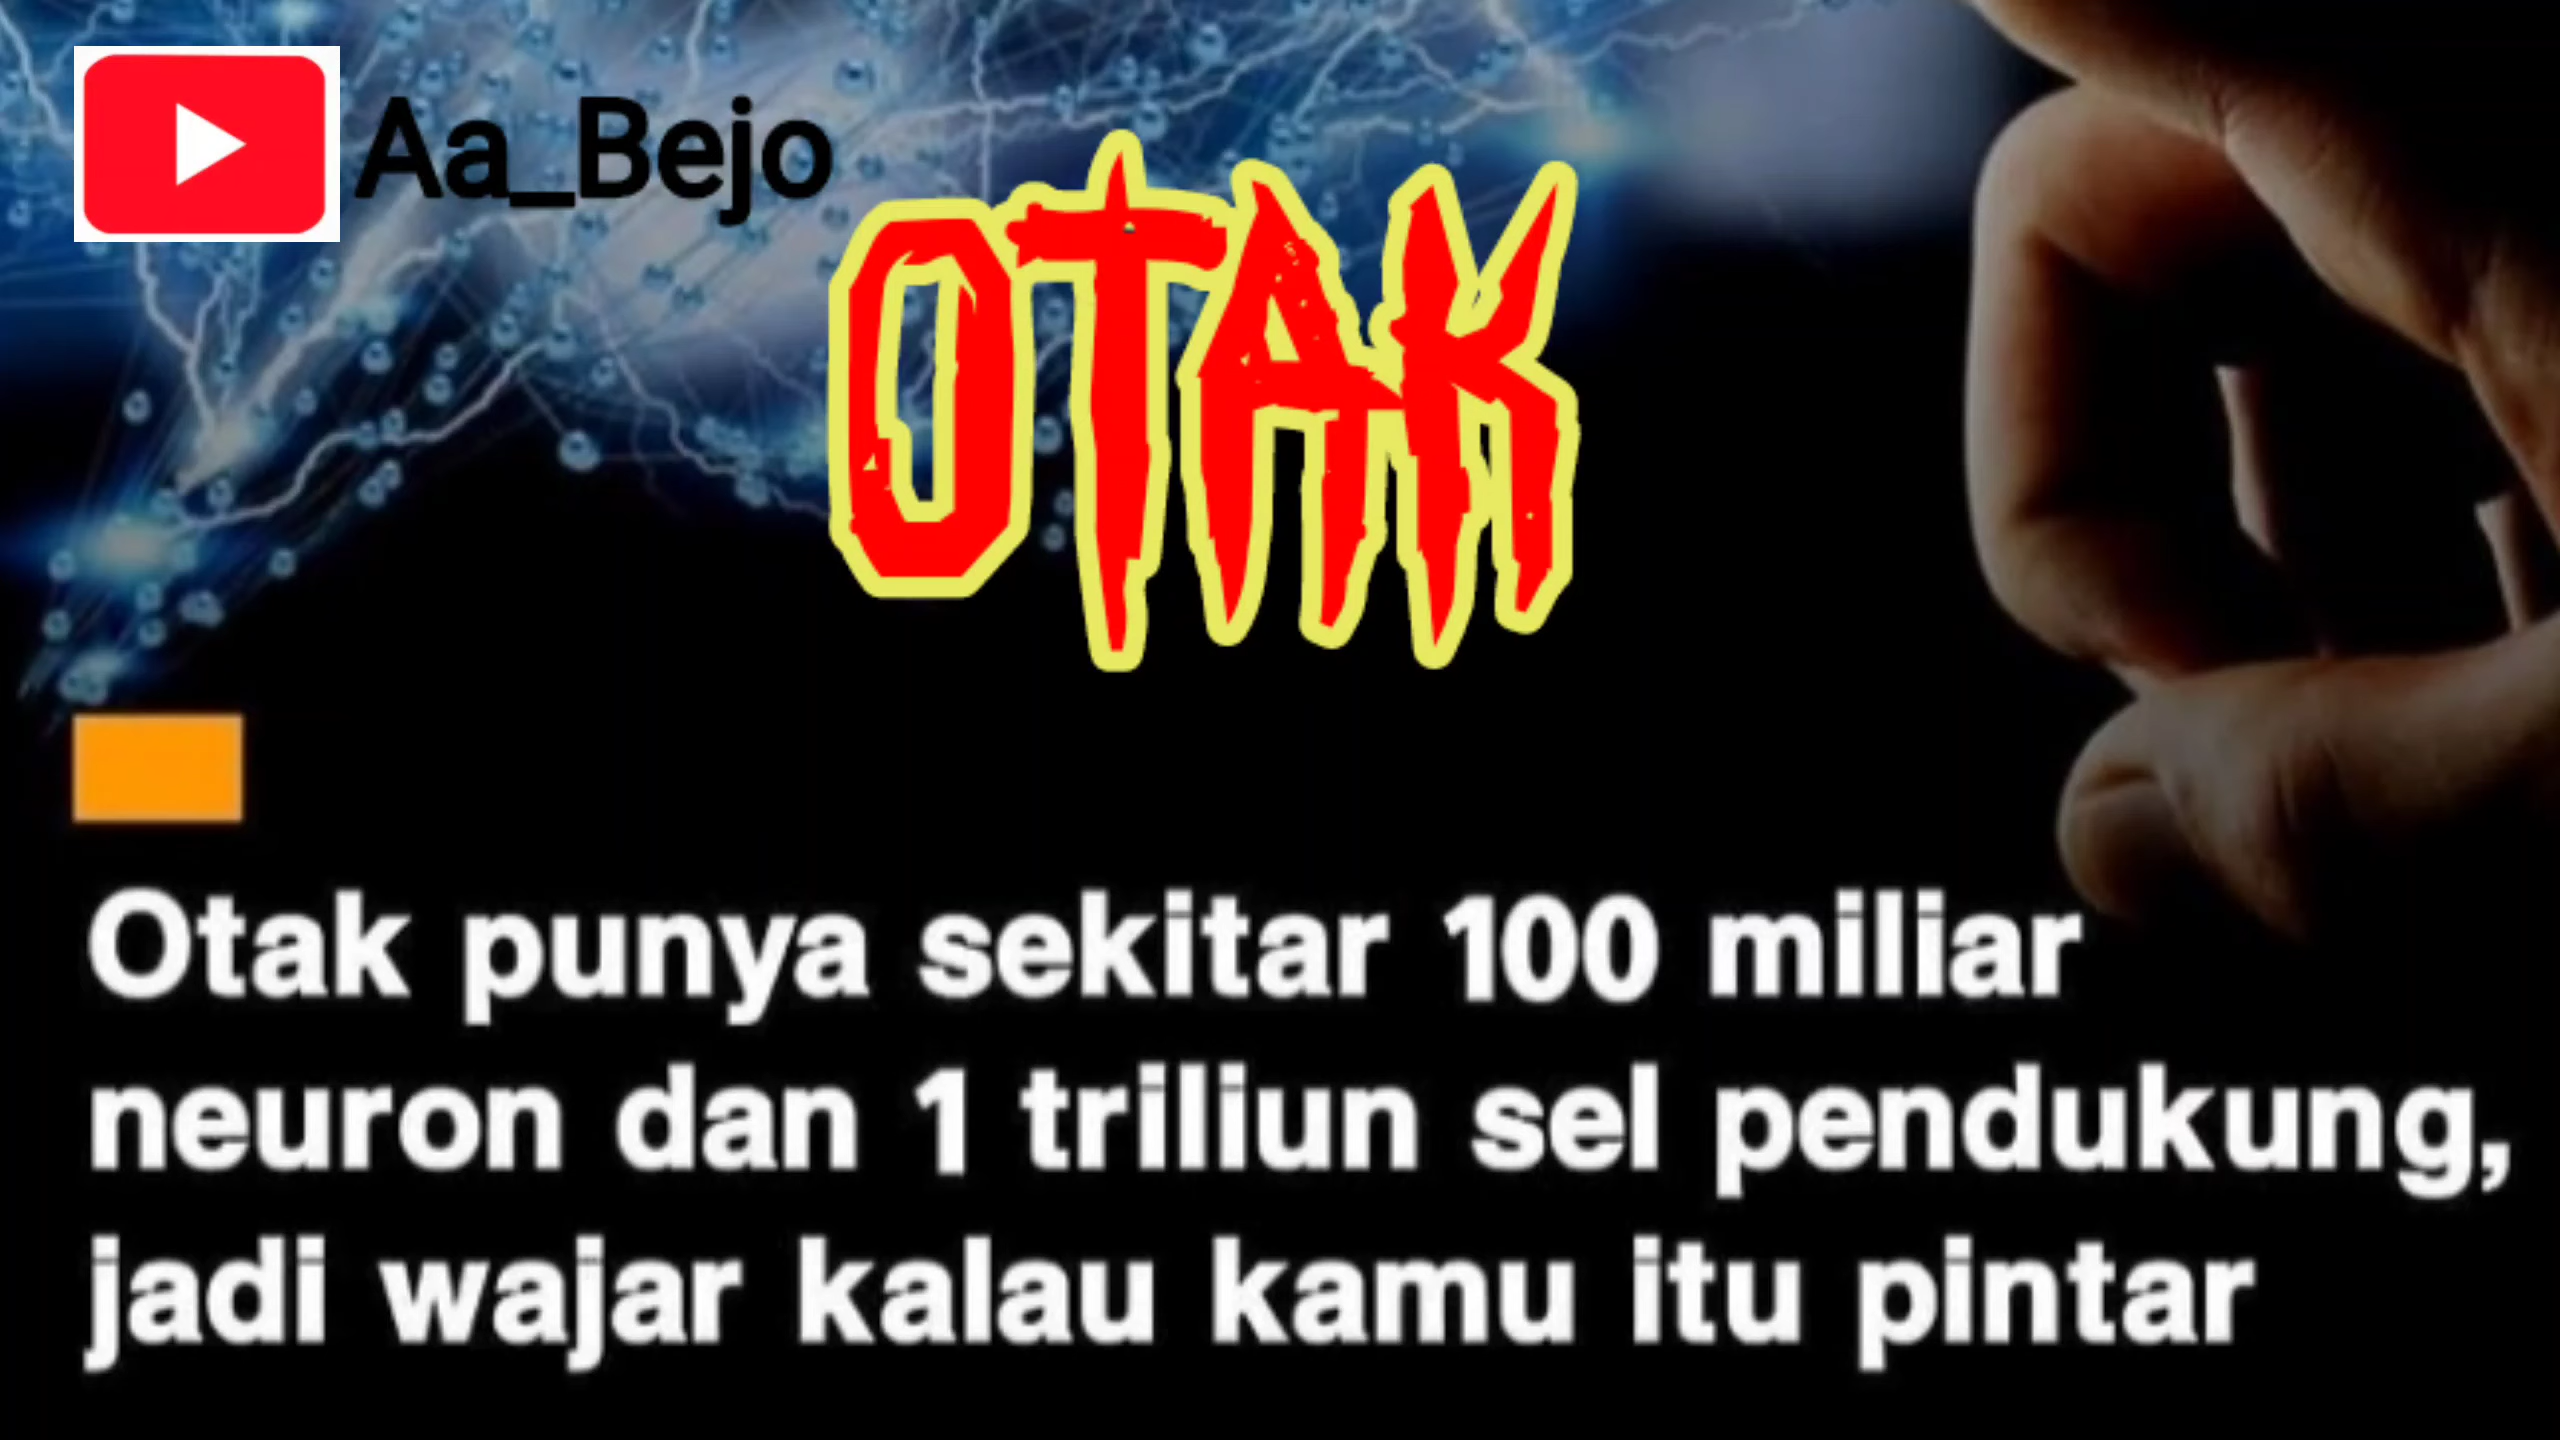 Aa_Bejo
OTAK
Otak punya sekitar 100 miliar
neuron dan 1 triliun sel pendukung,
jadi wajar kalau kamu itu pintar